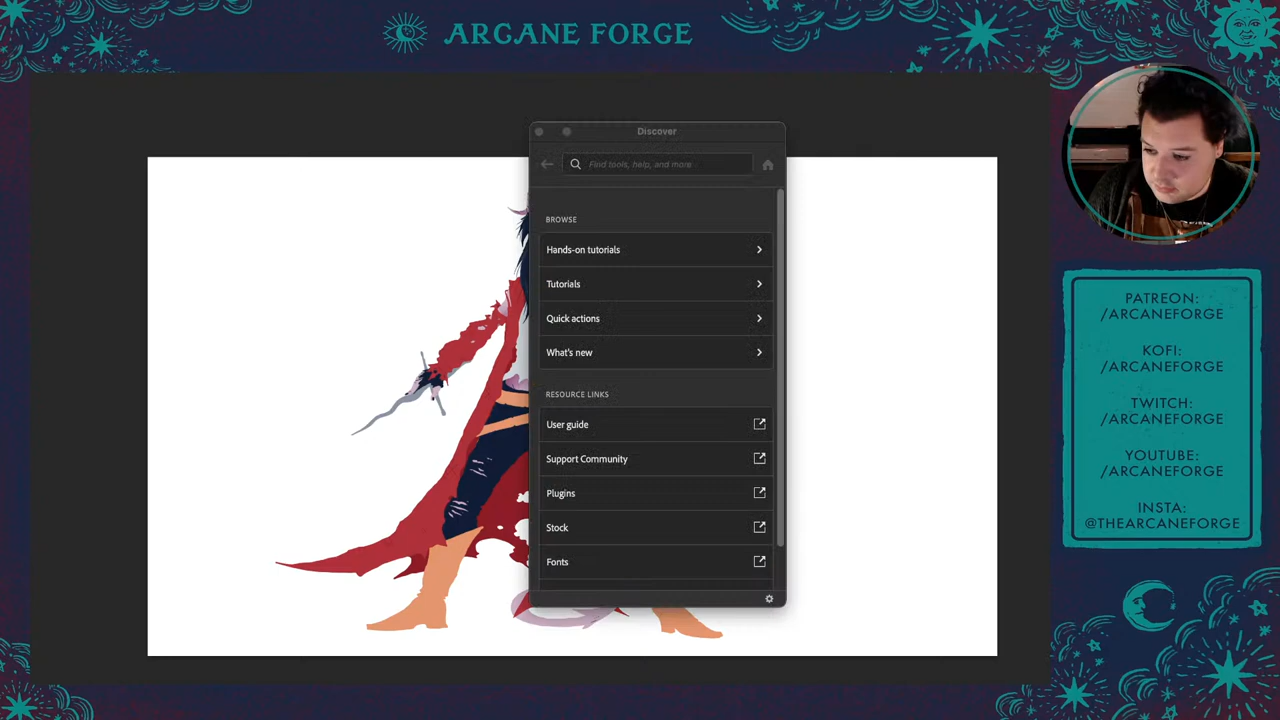 ARCANE FORGE
Discover
Find tools, help, and more
BROWSE
Hands-on tutorials
Tutorials
Quick actions
What's new
RESOURCE LINKS
User guide
Support Community
Plugins
Stock
Fonts
PATREON:
/ARCANEFORGE
KOFI:
/ARCANEFORGE
TWITCH:
/ARCANEFORGE
YOUTUBE:
/ARCANEFORGE
INSTA:
@THEARCANEFORGE